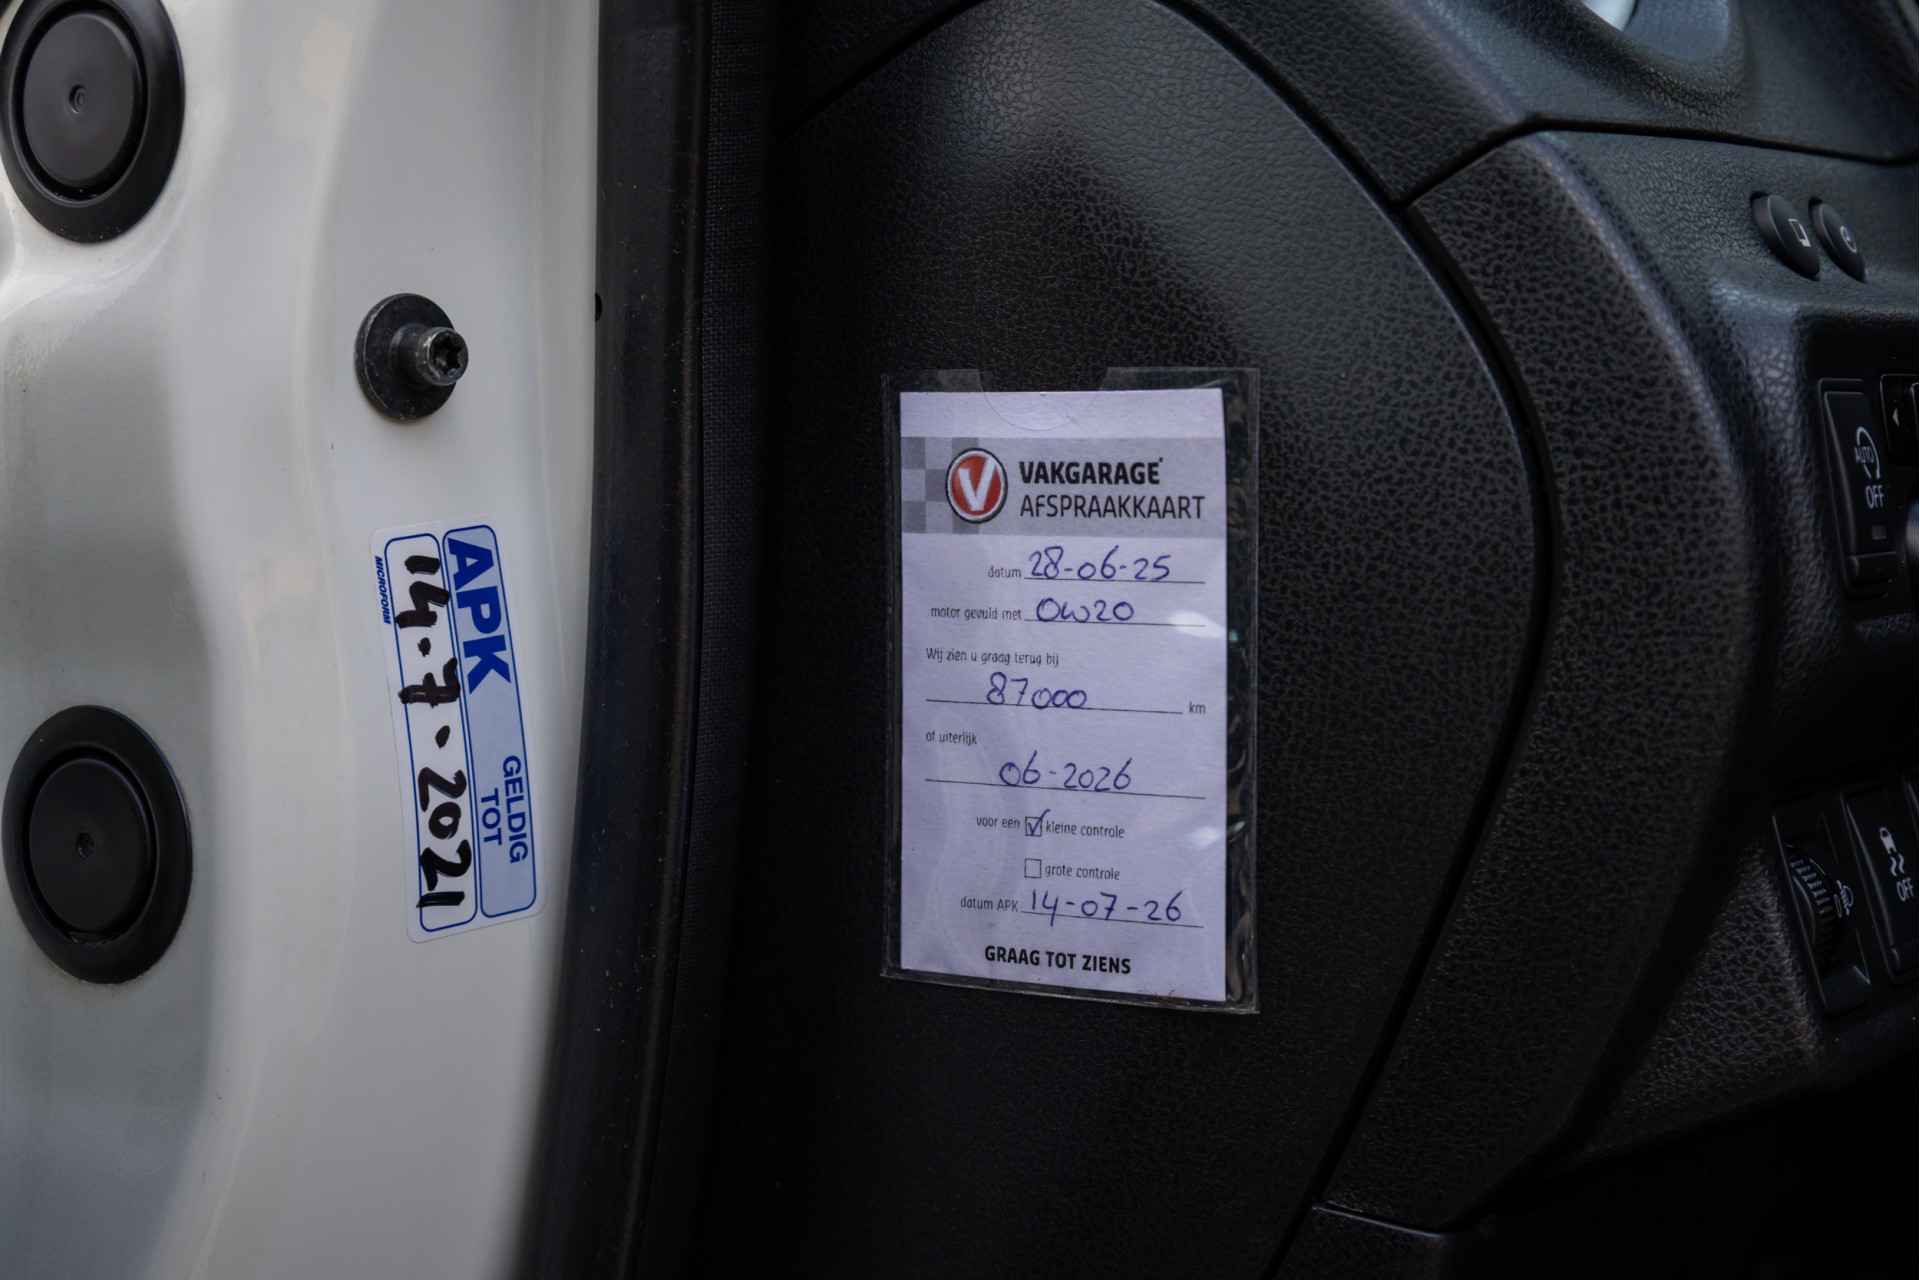 MICROFORM
14·7·2021
APK
GELDIG
TOT
V VAKGARAGE
AFSPRAAKKAART
datum 28-06-25
motor gevuld met 0W20
Wij zien u graag terug bij
87000 km
of uiterlijk
06-2026
voor een kleine controle
grote controle
datum APK 14-07-26
GRAAG TOT ZIENS
AUTO
OFF
OFF